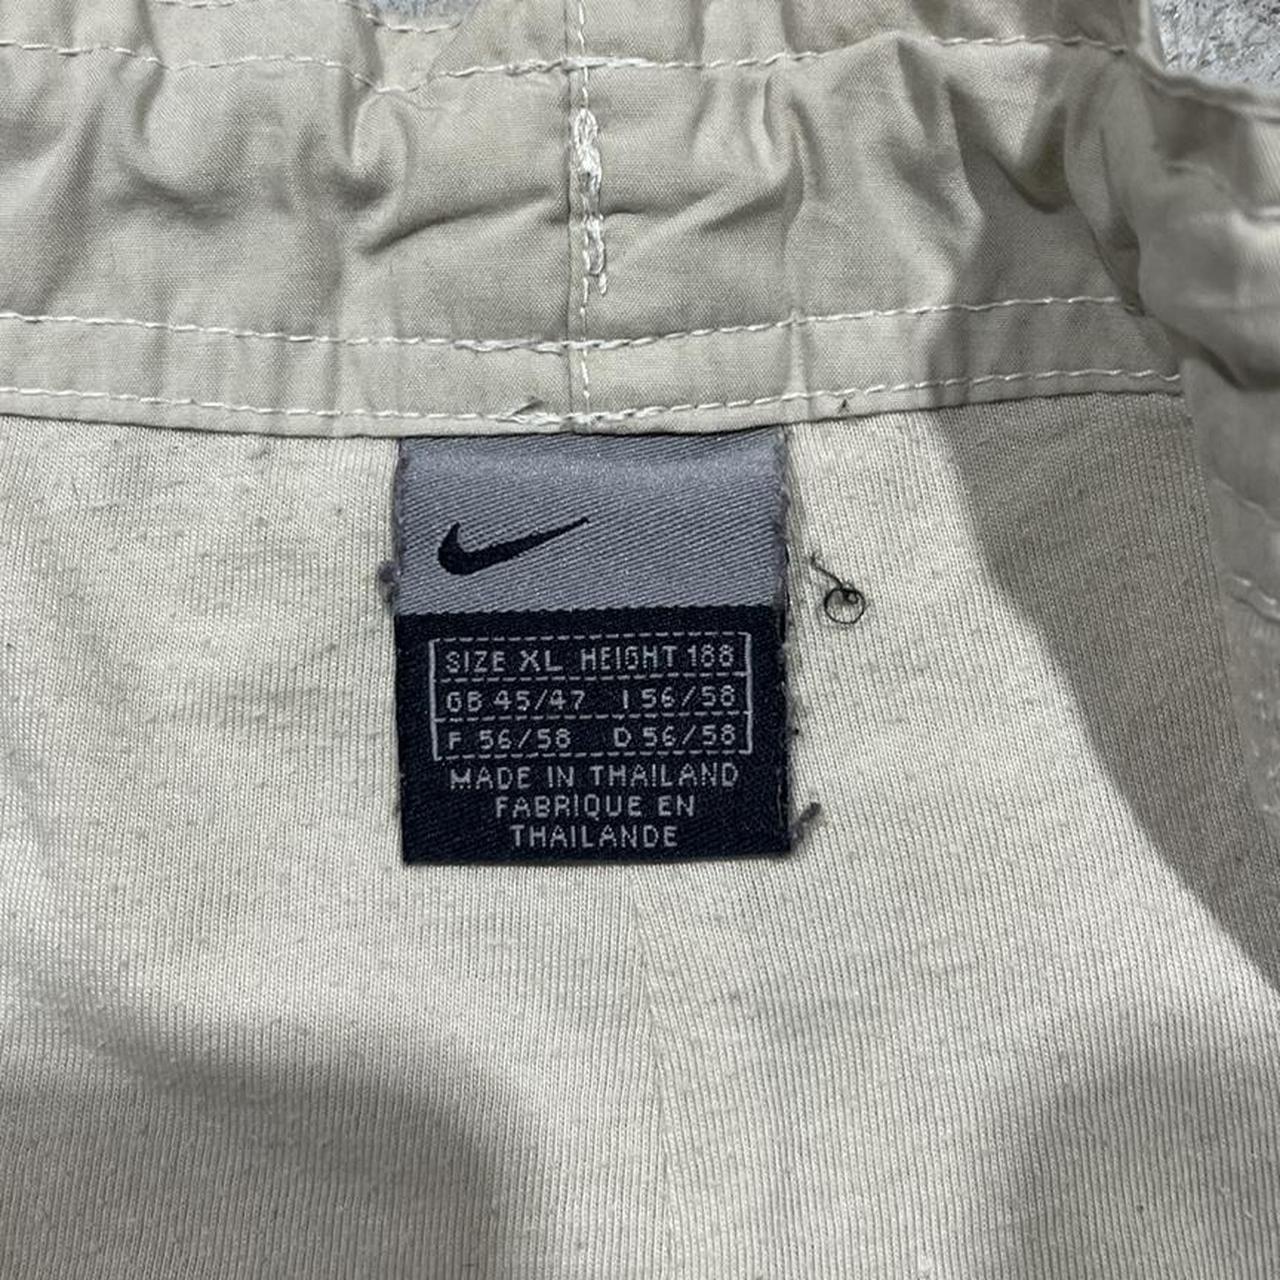 SIZE XL HEIGHT 188
GB 45/47 I 56/58
F 56/58 D 56/58
MADE IN THAILAND
FABRIQUE EN
THAILANDE